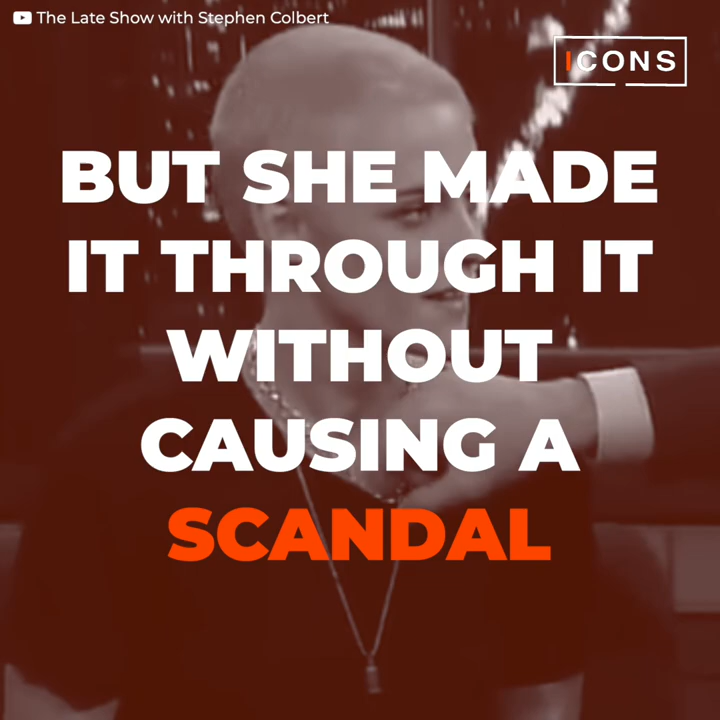 The Late Show with Stephen Colbert
ICONS
BUT SHE MADE
IT THROUGH IT
WITHOUT
CAUSING A
SCANDAL